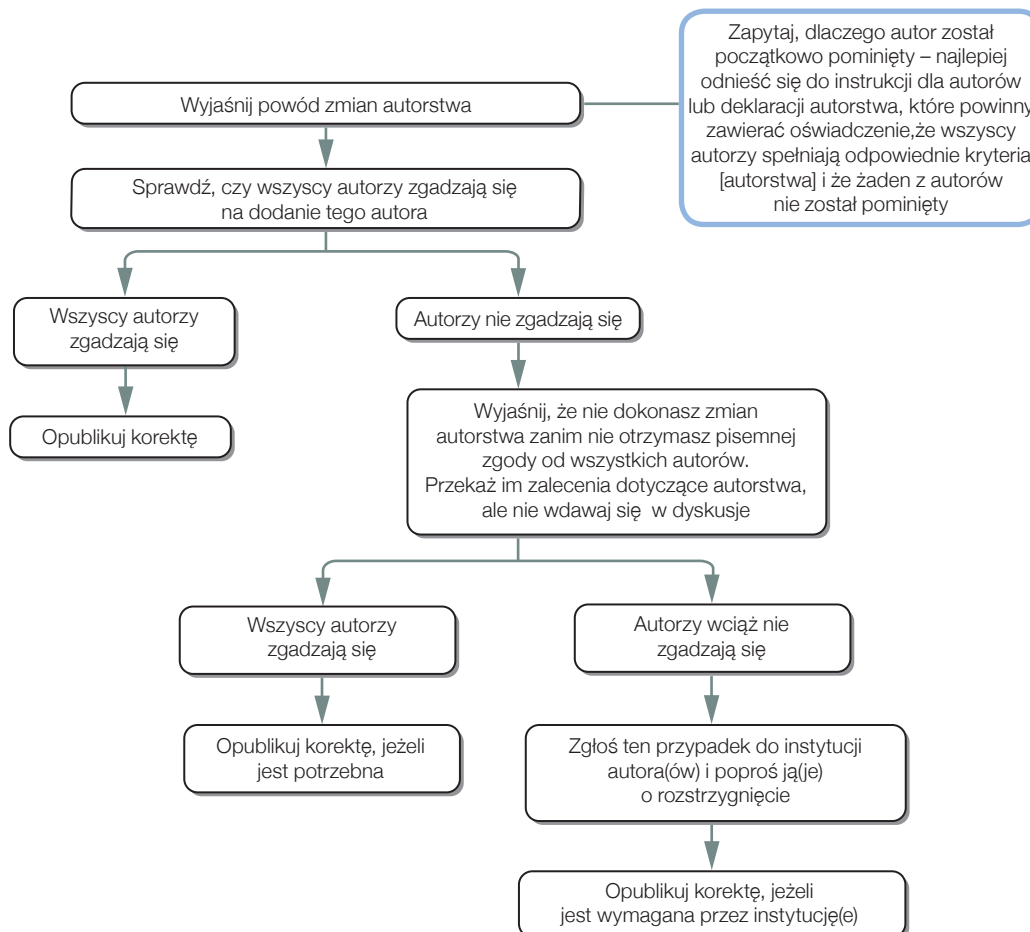 Zapytaj, dlaczego autor został
początkowo pominięty – najlepiej
odnieść się do instrukcji dla autorów
lub deklaracji autorstwa, które powinny
zawierać oświadczenie,że wszyscy
autorzy spełniają odpowiednie kryteria
[autorstwa] i że żaden z autorów
nie został pominięty
Wyjaśnij powód zmian autorstwa
Sprawdź, czy wszyscy autorzy zgadzają się
na dodanie tego autora
Wszyscy autorzy
zgadzają się
Autorzy nie zgadzają się
Opublikuj korektę
Wyjaśnij, że nie dokonasz zmian
autorstwa zanim nie otrzymasz pisemnej
zgody od wszystkich autorów.
Przekaż im zalecenia dotyczące autorstwa,
ale nie wdawaj się w dyskusje
Wszyscy autorzy
zgadzają się
Autorzy wciąż nie
zgadzają się
Opublikuj korektę, jeżeli
jest potrzebna
Zgłoś ten przypadek do instytucji
autora(ów) i poproś ją(je)
o rozstrzygnięcie
Opublikuj korektę, jeżeli
jest wymagana przez instytucję(e)